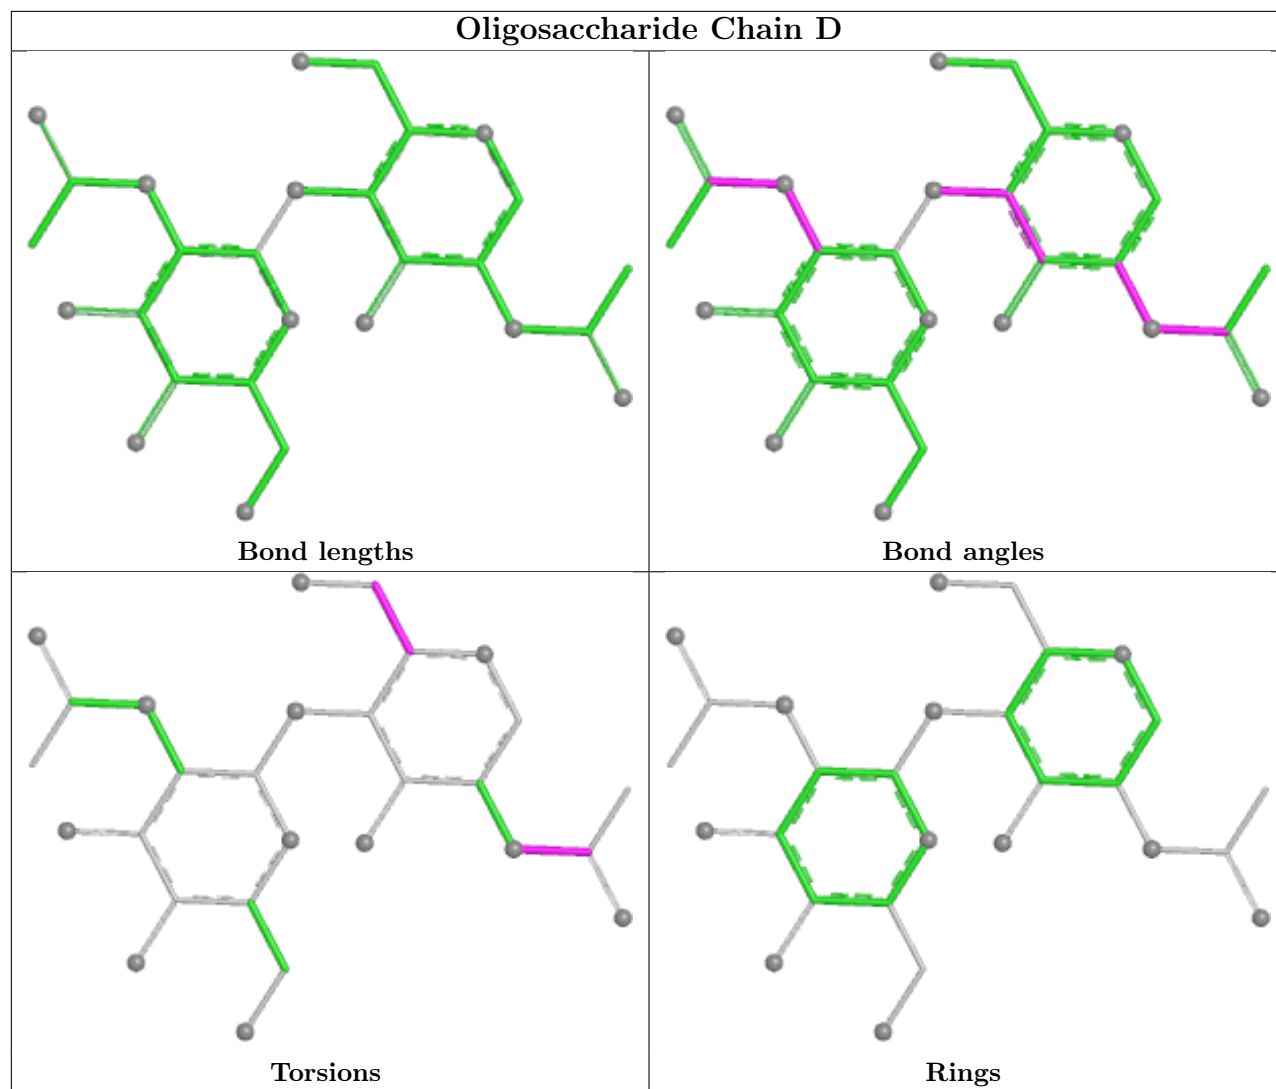 Oligosaccharide Chain D
Bond lengths
Bond angles
Torsions
Rings